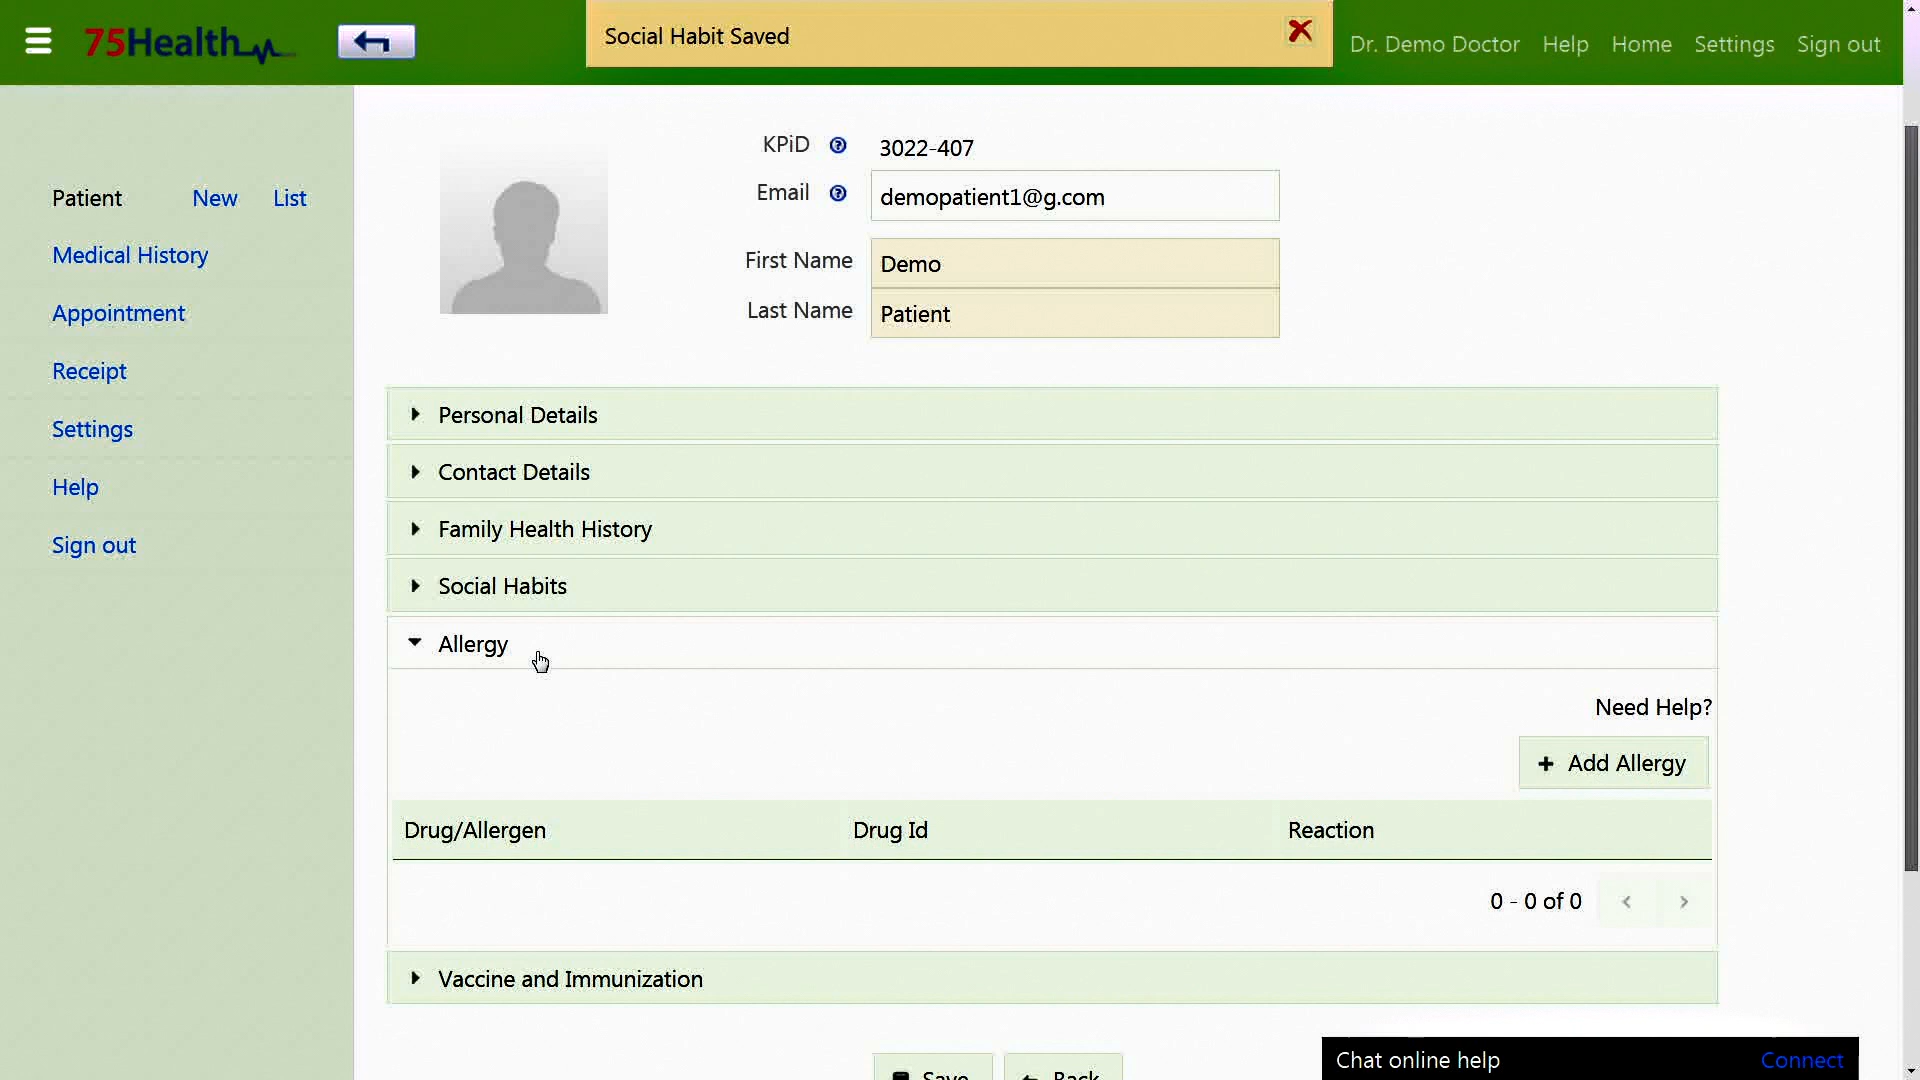 75Health
Social Habit Saved
Dr. Demo Doctor Help Home Settings Sign out
Patient New List
Medical History
Appointment
Receipt
Settings
Help
Sign out
KPiD ? 3022-407
Email ? demopatient1@g.com
First Name Demo
Last Name Patient
Personal Details
Contact Details
Family Health History
Social Habits
Allergy
Need Help?
+ Add Allergy
Drug/Allergen Drug Id Reaction
0 - 0 of 0 < >
Vaccine and Immunization
Save Back
Chat online help Connect